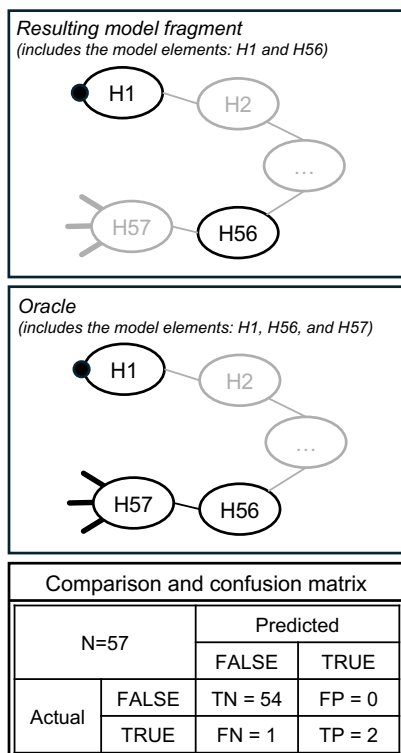 Resulting model fragment
(includes the model elements: H1 and H56)
H1
H2
...
H57
H56
Oracle
(includes the model elements: H1, H56, and H57)
H1
H2
...
H57
H56
Comparison and confusion matrix
N=57
Predicted
FALSE TRUE
Actual
FALSE TN = 54 FP = 0
TRUE FN = 1 TP = 2